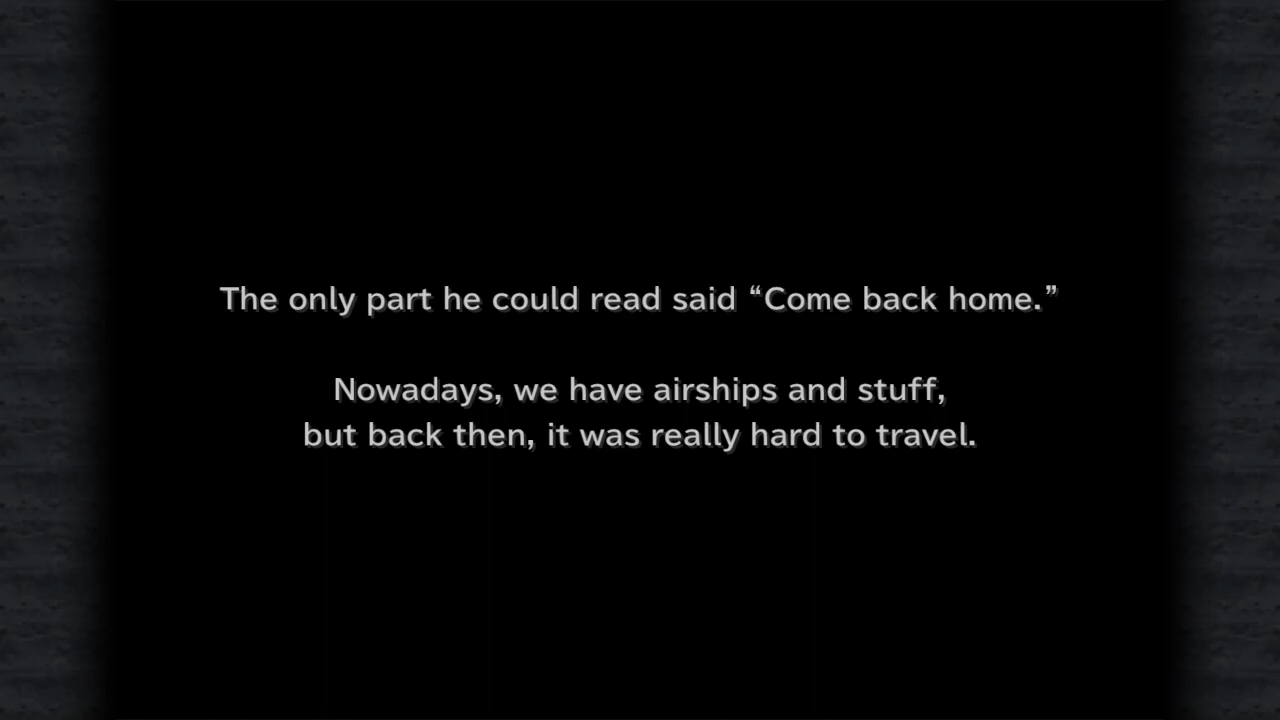 The only part he could read said “Come back home.”
Nowadays, we have airships and stuff,
but back then, it was really hard to travel.